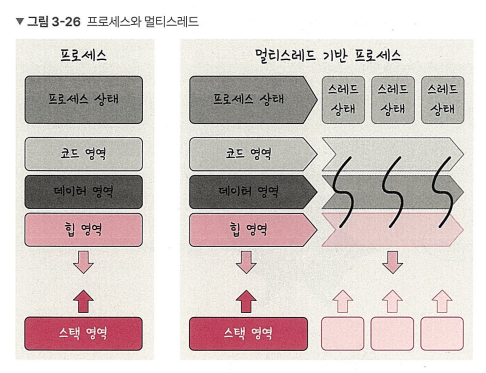 ▼ 그림 3-26 프로세스와 멀티스레드
프로세스
프로세스 상태
코드 영역
데이터 영역
힙 영역
스택 영역
멀티스레드 기반 프로세스
프로세스 상태
스레드 상태
스레드 상태
스레드 상태
코드 영역
데이터 영역
힙 영역
스택 영역